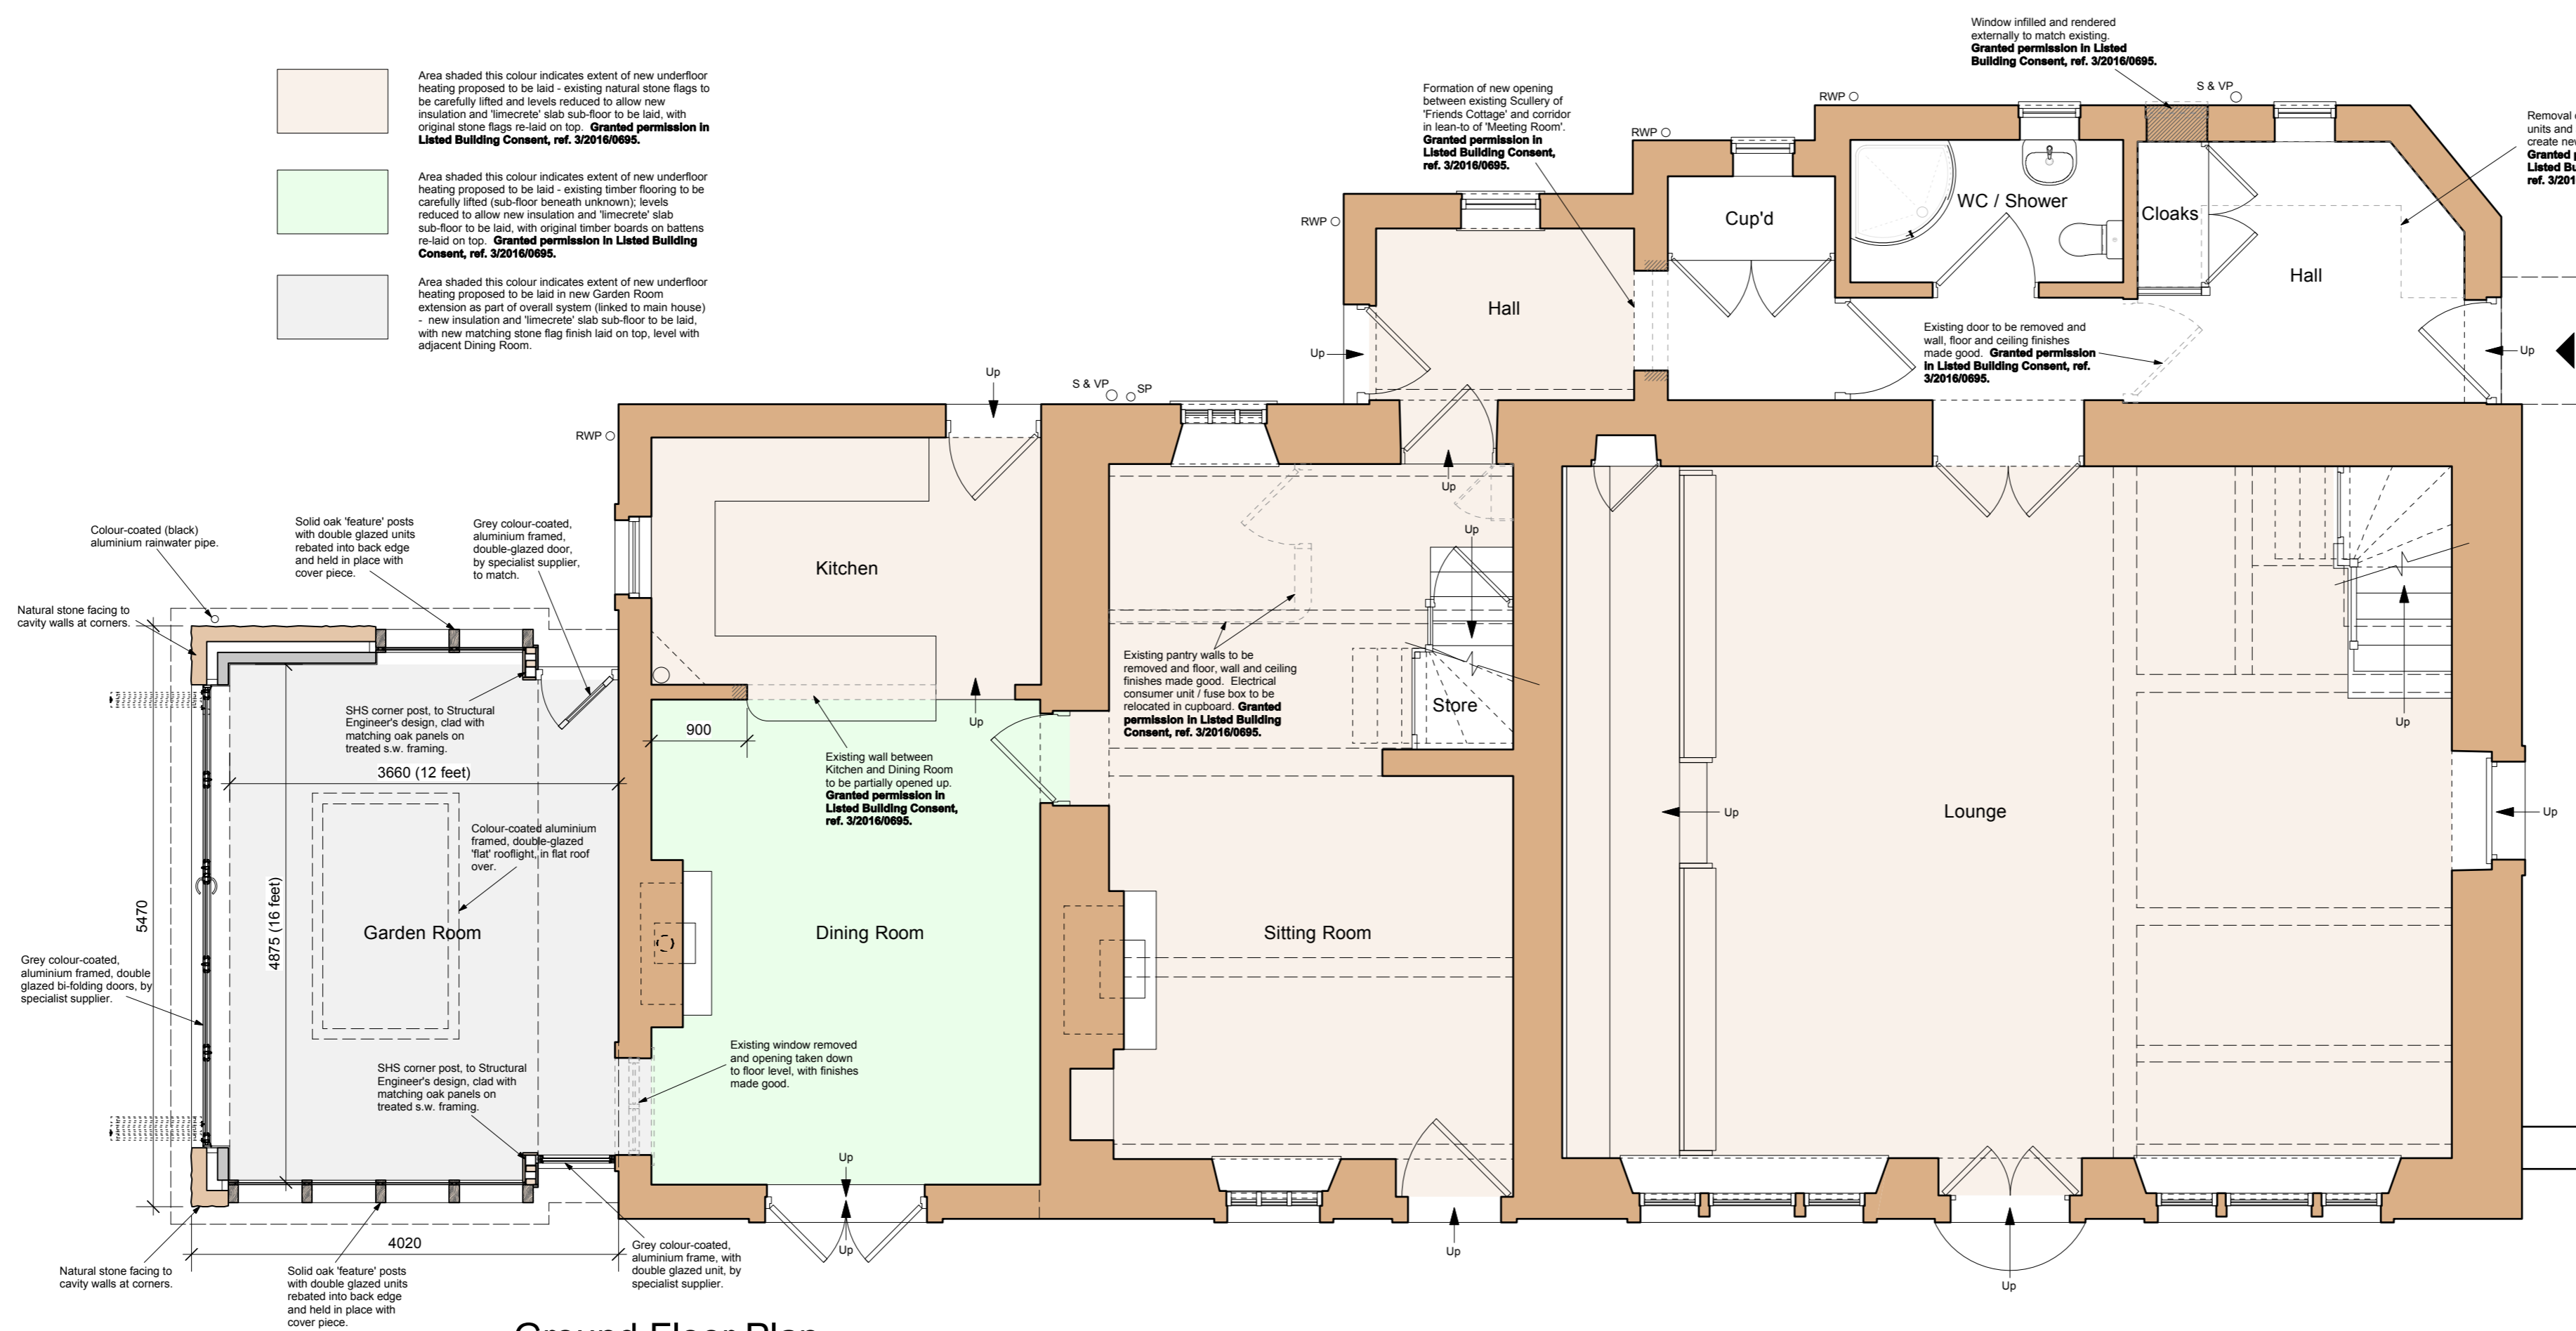 Area shaded this colour indicates extent of new underfloor
heating proposed to be laid - existing natural stone flags to
be carefully lifted and levels reduced to allow new
insulation and 'limecrete' slab sub-floor to be laid, with
original stone flags re-laid on top. Granted permission in
Listed Building Consent, ref. 3/2016/0695.
Area shaded this colour indicates extent of new underfloor
heating proposed to be laid - existing timber flooring to be
carefully lifted (sub-floor beneath unknown); levels
reduced to allow new insulation and 'limecrete' slab
sub-floor to be laid, with original timber boards on battens
re-laid on top. Granted permission in Listed Building
Consent, ref. 3/2016/0695.
Area shaded this colour indicates extent of new underfloor
heating proposed to be laid in new Garden Room
extension as part of overall system (linked to main house)
- new insulation and 'limecrete' slab sub-floor to be laid,
with new matching stone flag finish laid on top, level with
adjacent Dining Room.
Window infilled and rendered
externally to match existing.
Granted permission in Listed
Building Consent, ref. 3/2016/0695.
Formation of new opening
between existing Scullery of
'Friends Cottage' and corridor
in lean-to of 'Meeting Room'.
Granted permission in
Listed Building Consent,
ref. 3/2016/0695.
RWP
S & VP
RWP
RWP
Removal
units and
create new
Granted
Listed
ref. 3/201
Cup'd
WC / Shower
Cloaks
Hall
Hall
Up
Up
Existing door to be removed and
wall, floor and ceiling finishes
made good. Granted permission
in Listed Building Consent, ref.
3/2016/0695.
Up
S & VP
SP
RWP
Up
Up
Colour-coated (black)
aluminium rainwater pipe.
Solid oak 'feature' posts
with double glazed units
rebated into back edge
and held in place with
cover piece.
Grey colour-coated,
aluminium framed,
double-glazed door,
by specialist supplier,
to match.
Kitchen
Natural stone facing to
cavity walls at corners.
Existing pantry walls to be
removed and floor, wall and ceiling
finishes made good. Electrical
consumer unit / fuse box to be
relocated in cupboard. Granted
permission in Listed Building
Consent, ref. 3/2016/0695.
Store
Up
SHS corner post, to Structural
Engineer's design, clad with
matching oak panels on
treated s.w. framing.
900
Up
3660 (12 feet)
Existing wall between
Kitchen and Dining Room
to be partially opened up.
Granted permission in
Listed Building Consent,
ref. 3/2016/0695.
Up
Lounge
Up
Colour-coated aluminium
framed, double-glazed
'flat' rooflight, in flat roof
over.
5470
4875 (16 feet)
Garden Room
Dining Room
Sitting Room
Grey colour-coated,
aluminium framed, double
glazed bi-folding doors, by
specialist supplier.
Existing window removed
and opening taken down
to floor level, with finishes
made good.
SHS corner post, to Structural
Engineer's design, clad with
matching oak panels on
treated s.w. framing.
Up
4020
Up
Up
Up
Natural stone facing to
cavity walls at corners.
Solid oak 'feature' posts
with double glazed units
rebated into back edge
and held in place with
cover piece.
Grey colour-coated,
aluminium frame, with
double glazed unit, by
specialist supplier.
Ground Floor Plan